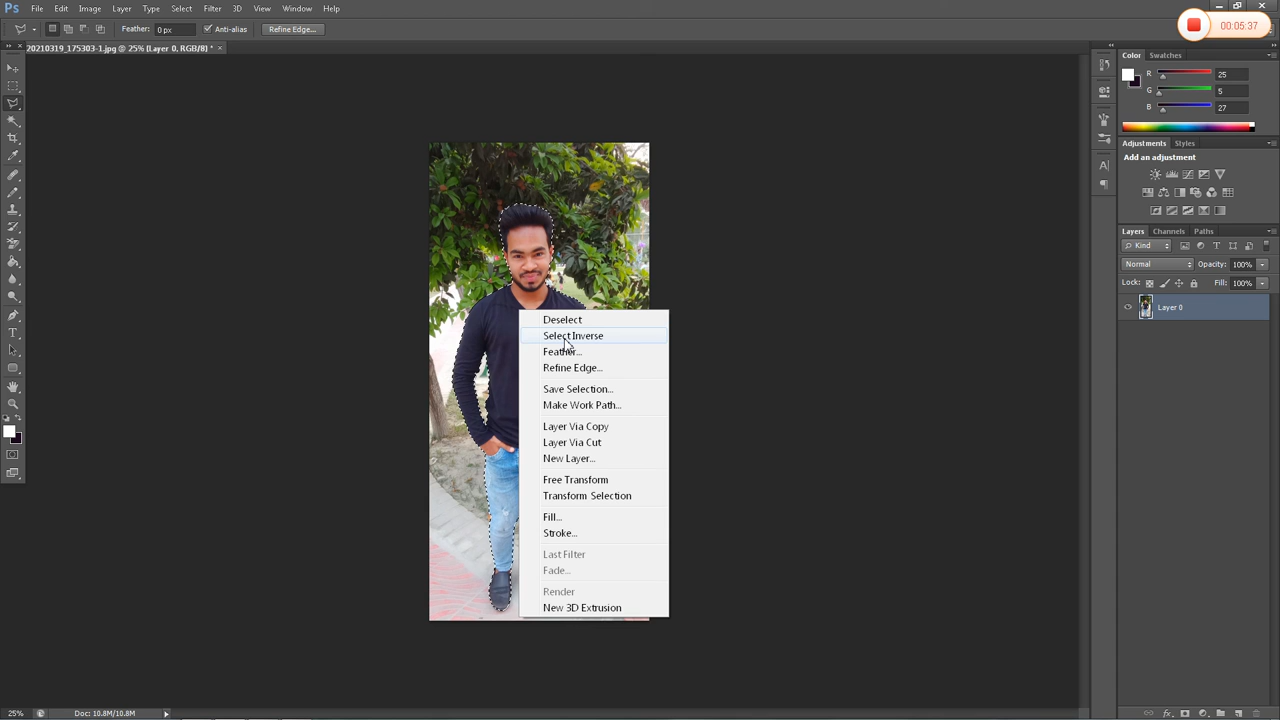 Ps File Edit Image Layer Type Select Filter 3D View Window Help
Feather: 0 px Anti-alias Refine Edge...
00:05:37
20210319_175303-1.jpg @ 25% (Layer 0, RGB/8) * ×
Color Swatches
R 25
G 5
B 27
Adjustments Styles
Add an adjustment
Layers Channels Paths
Kind
Normal Opacity: 100%
Lock: Fill: 100%
Layer 0
Deselect
Select Inverse
Feather...
Refine Edge...
Save Selection...
Make Work Path...
Layer Via Copy
Layer Via Cut
New Layer...
Free Transform
Transform Selection
Fill...
Stroke...
Last Filter
Fade...
Render
New 3D Extrusion
25% Doc: 10.8M/10.8M